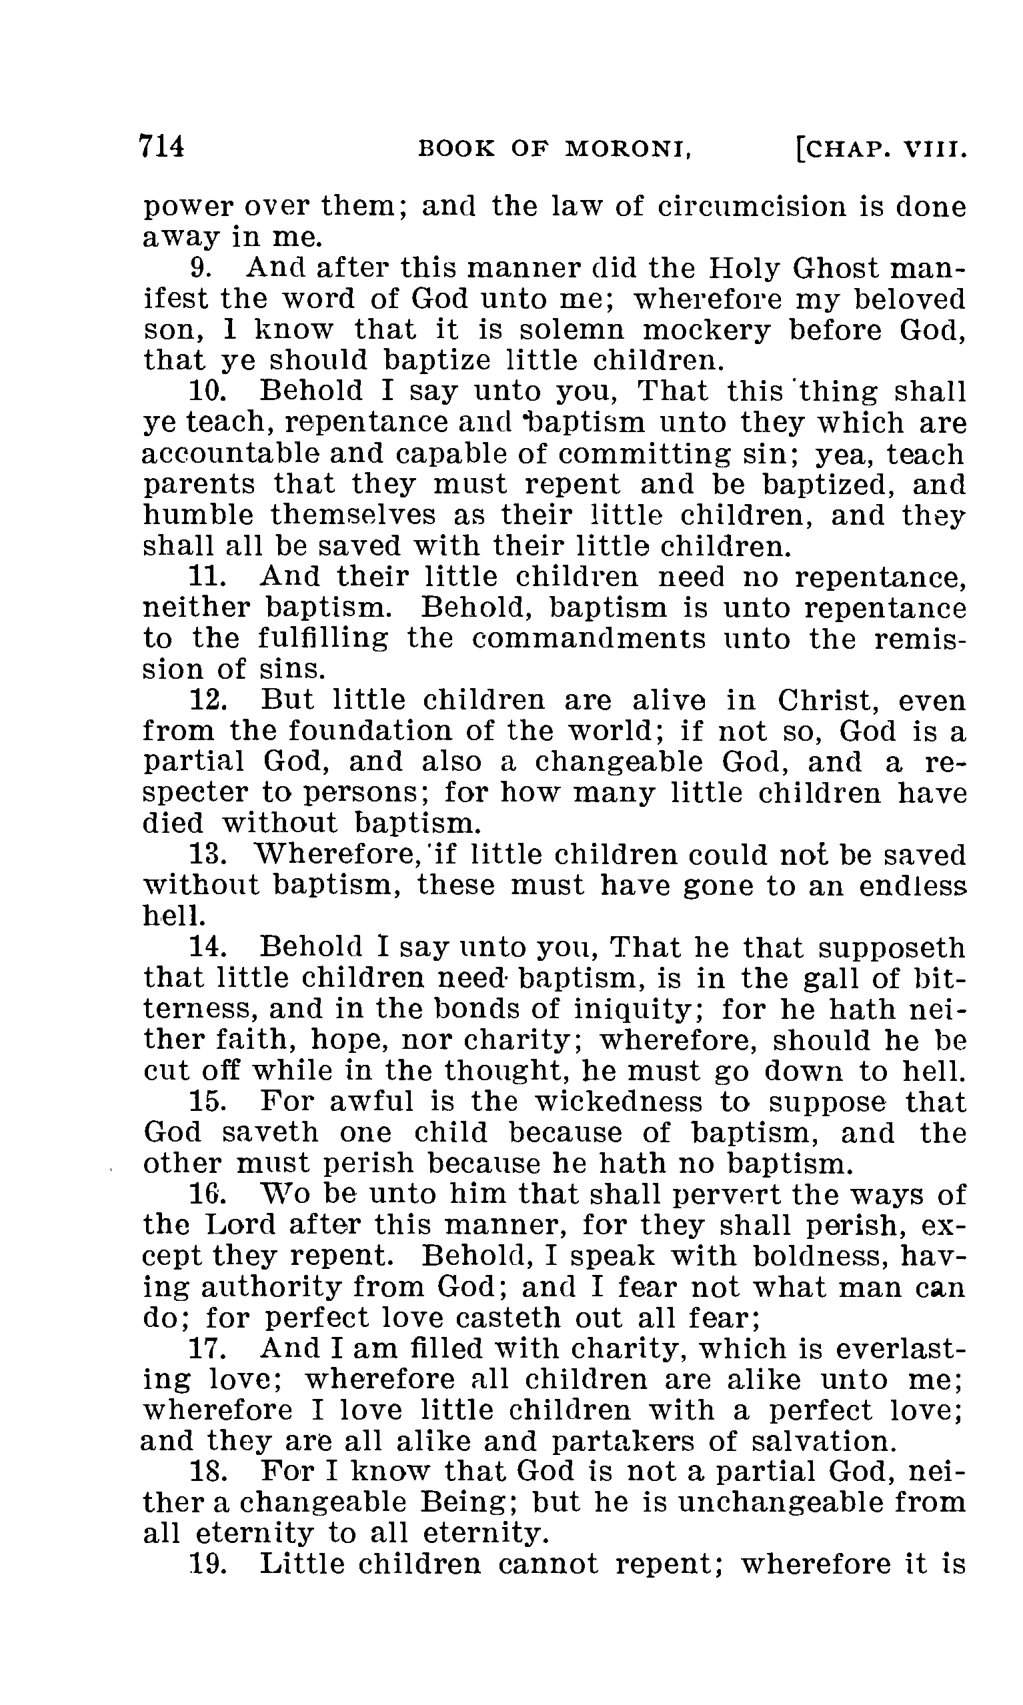 714 BOOK OF MORONI, [CHAP. VIII.
power over them; and the law of circumcision is done
away in me.
9. And after this manner did the Holy Ghost man-
ifest the word of God unto me; wherefore my beloved
son, I know that it is solemn mockery before God,
that ye should baptize little children.
10. Behold I say unto you, That this thing shall
ye teach, repentance and baptism unto they which are
accountable and capable of committing sin; yea, teach
parents that they must repent and be baptized, and
humble themselves as their little children, and they
shall all be saved with their little children.
11. And their little children need no repentance,
neither baptism. Behold, baptism is unto repentance
to the fulfilling the commandments unto the remis-
sion of sins.
12. But little children are alive in Christ, even
from the foundation of the world; if not so, God is a
partial God, and also a changeable God, and a re-
specter to persons; for how many little children have
died without baptism.
13. Wherefore, if little children could not be saved
without baptism, these must have gone to an endless
hell.
14. Behold I say unto you, That he that supposeth
that little children need baptism, is in the gall of bit-
terness, and in the bonds of iniquity; for he hath nei-
ther faith, hope, nor charity; wherefore, should he be
cut off while in the thought, he must go down to hell.
15. For awful is the wickedness to suppose that
God saveth one child because of baptism, and the
other must perish because he hath no baptism.
16. Wo be unto him that shall pervert the ways of
the Lord after this manner, for they shall perish, ex-
cept they repent. Behold, I speak with boldness, hav-
ing authority from God; and I fear not what man can
do; for perfect love casteth out all fear;
17. And I am filled with charity, which is everlast-
ing love; wherefore all children are alike unto me;
wherefore I love little children with a perfect love;
and they are all alike and partakers of salvation.
18. For I know that God is not a partial God, nei-
ther a changeable Being; but he is unchangeable from
all eternity to all eternity.
19. Little children cannot repent; wherefore it is